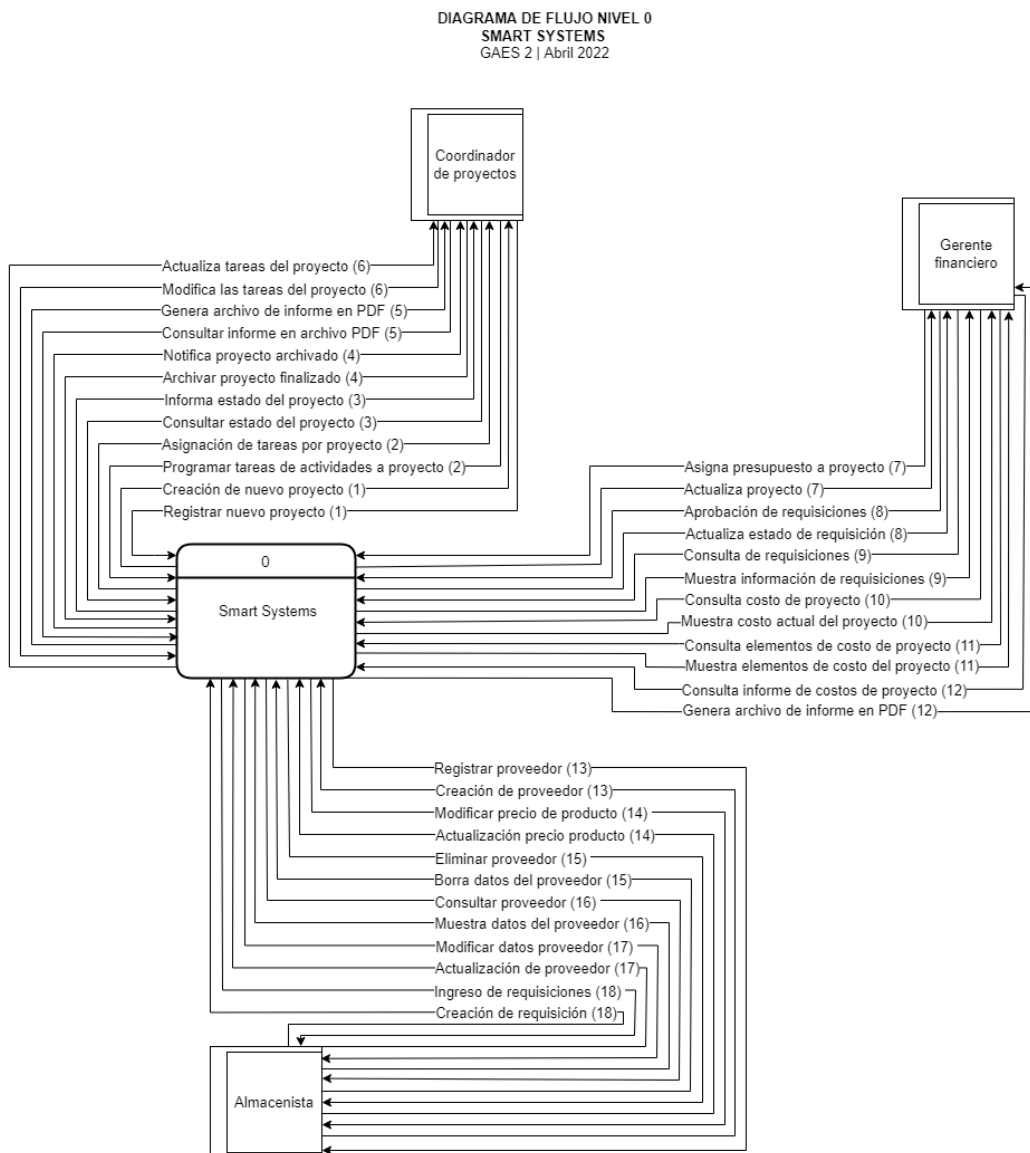 DIAGRAMA DE FLUJO NIVEL 0
SMART SYSTEMS
GAES 2 | Abril 2022
Coordinador
de proyectos
Gerente
financiero
Actualiza tareas del proyecto (6)
Modifica las tareas del proyecto (6)
Genera archivo de informe en PDF (5)
Consultar informe en archivo PDF (5)
Notifica proyecto archivado (4)
Archivar proyecto finalizado (4)
Informa estado del proyecto (3)
Consultar estado del proyecto (3)
Asignación de tareas por proyecto (2)
Programar tareas de actividades a proyecto (2)
Creación de nuevo proyecto (1)
Registrar nuevo proyecto (1)
Asigna presupuesto a proyecto (7)
Actualiza proyecto (7)
Aprobación de requisiciones (8)
Actualiza estado de requisición (8)
Consulta de requisiciones (9)
Muestra información de requisiciones (9)
Consulta costo de proyecto (10)
Muestra costo actual del proyecto (10)
Consulta elementos de costo de proyecto (11)
Muestra elementos de costo del proyecto (11)
Consulta informe de costos de proyecto (12)
Genera archivo de informe en PDF (12)
0
Smart Systems
Registrar proveedor (13)
Creación de proveedor (13)
Modificar precio de producto (14)
Actualización precio producto (14)
Eliminar proveedor (15)
Borra datos del proveedor (15)
Consultar proveedor (16)
Muestra datos del proveedor (16)
Modificar datos proveedor (17)
Actualización de proveedor (17)
Ingreso de requisiciones (18)
Creación de requisición (18)
Almacenista